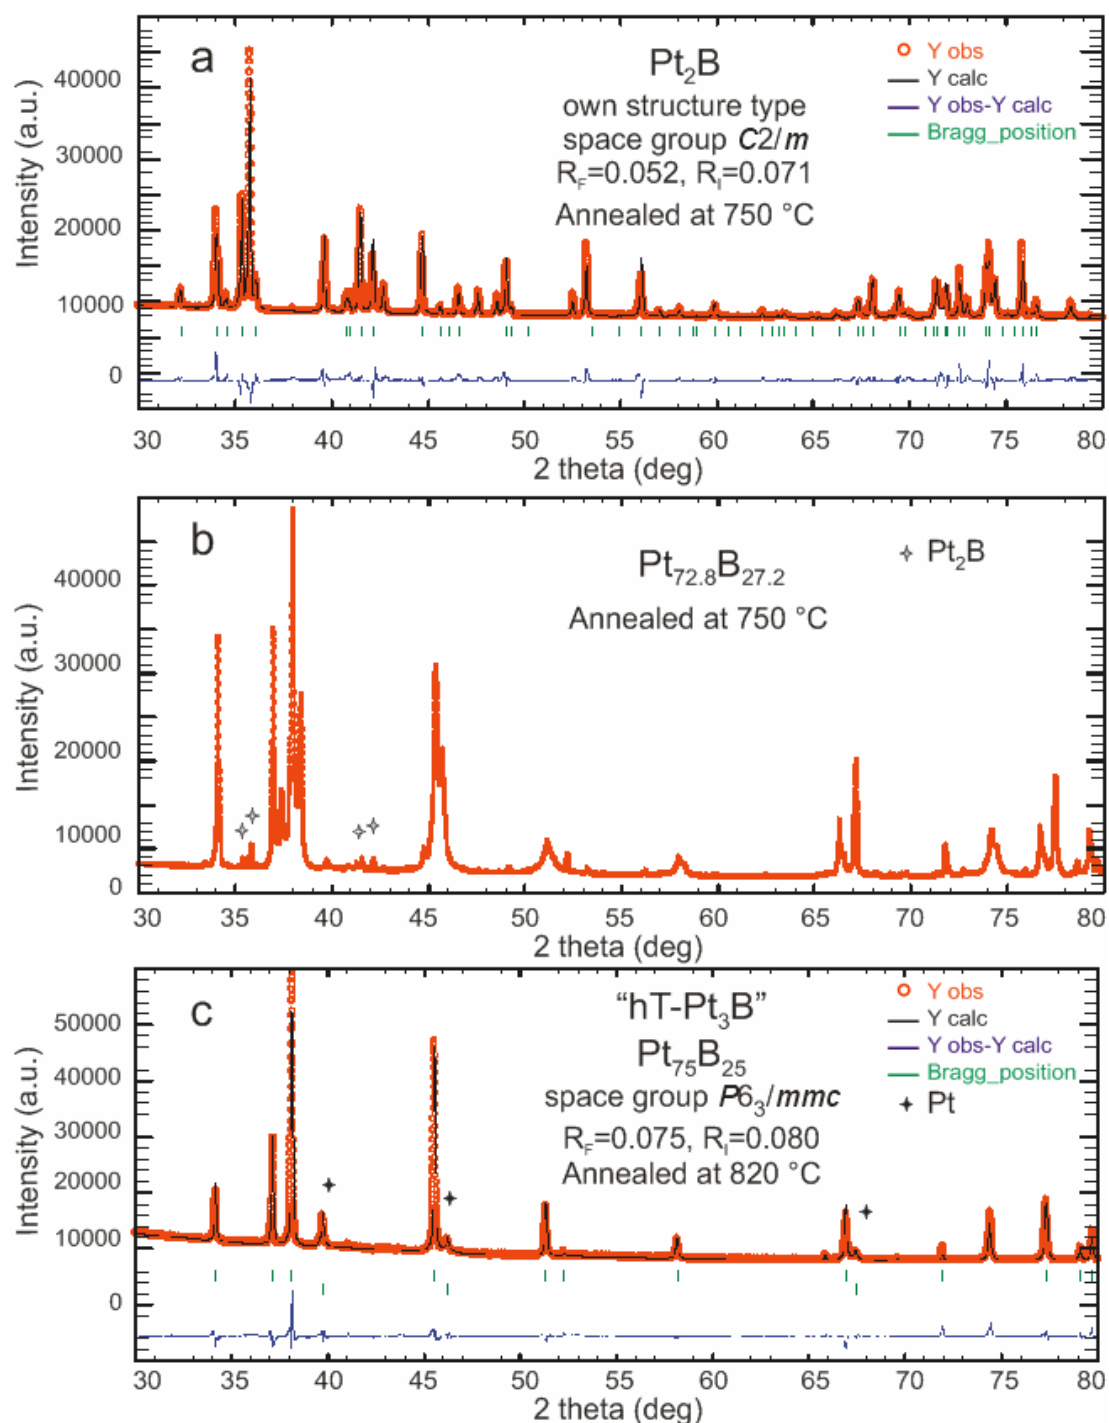 a
Pt₂B
own structure type
space group C2/m
R_F=0.052, R_I=0.071
Annealed at 750 °C
Y obs
Y calc
Y obs-Y calc
Bragg_position
Intensity (a.u.)
40000
30000
20000
10000
0
30 35 40 45 50 55 60 65 70 75 80
2 theta (deg)
b
Pt₇₂.₈B₂₇.₂
Annealed at 750 °C
Pt₂B
Intensity (a.u.)
40000
30000
20000
10000
0
30 35 40 45 50 55 60 65 70 75 80
2 theta (deg)
c
“hT-Pt₃B”
Pt₇₅B₂₅
space group P6₃/mmc
R_F=0.075, R_I=0.080
Annealed at 820 °C
Y obs
Y calc
Y obs-Y calc
Bragg_position
Pt
Intensity (a.u.)
50000
40000
30000
20000
10000
0
30 35 40 45 50 55 60 65 70 75 80
2 theta (deg)